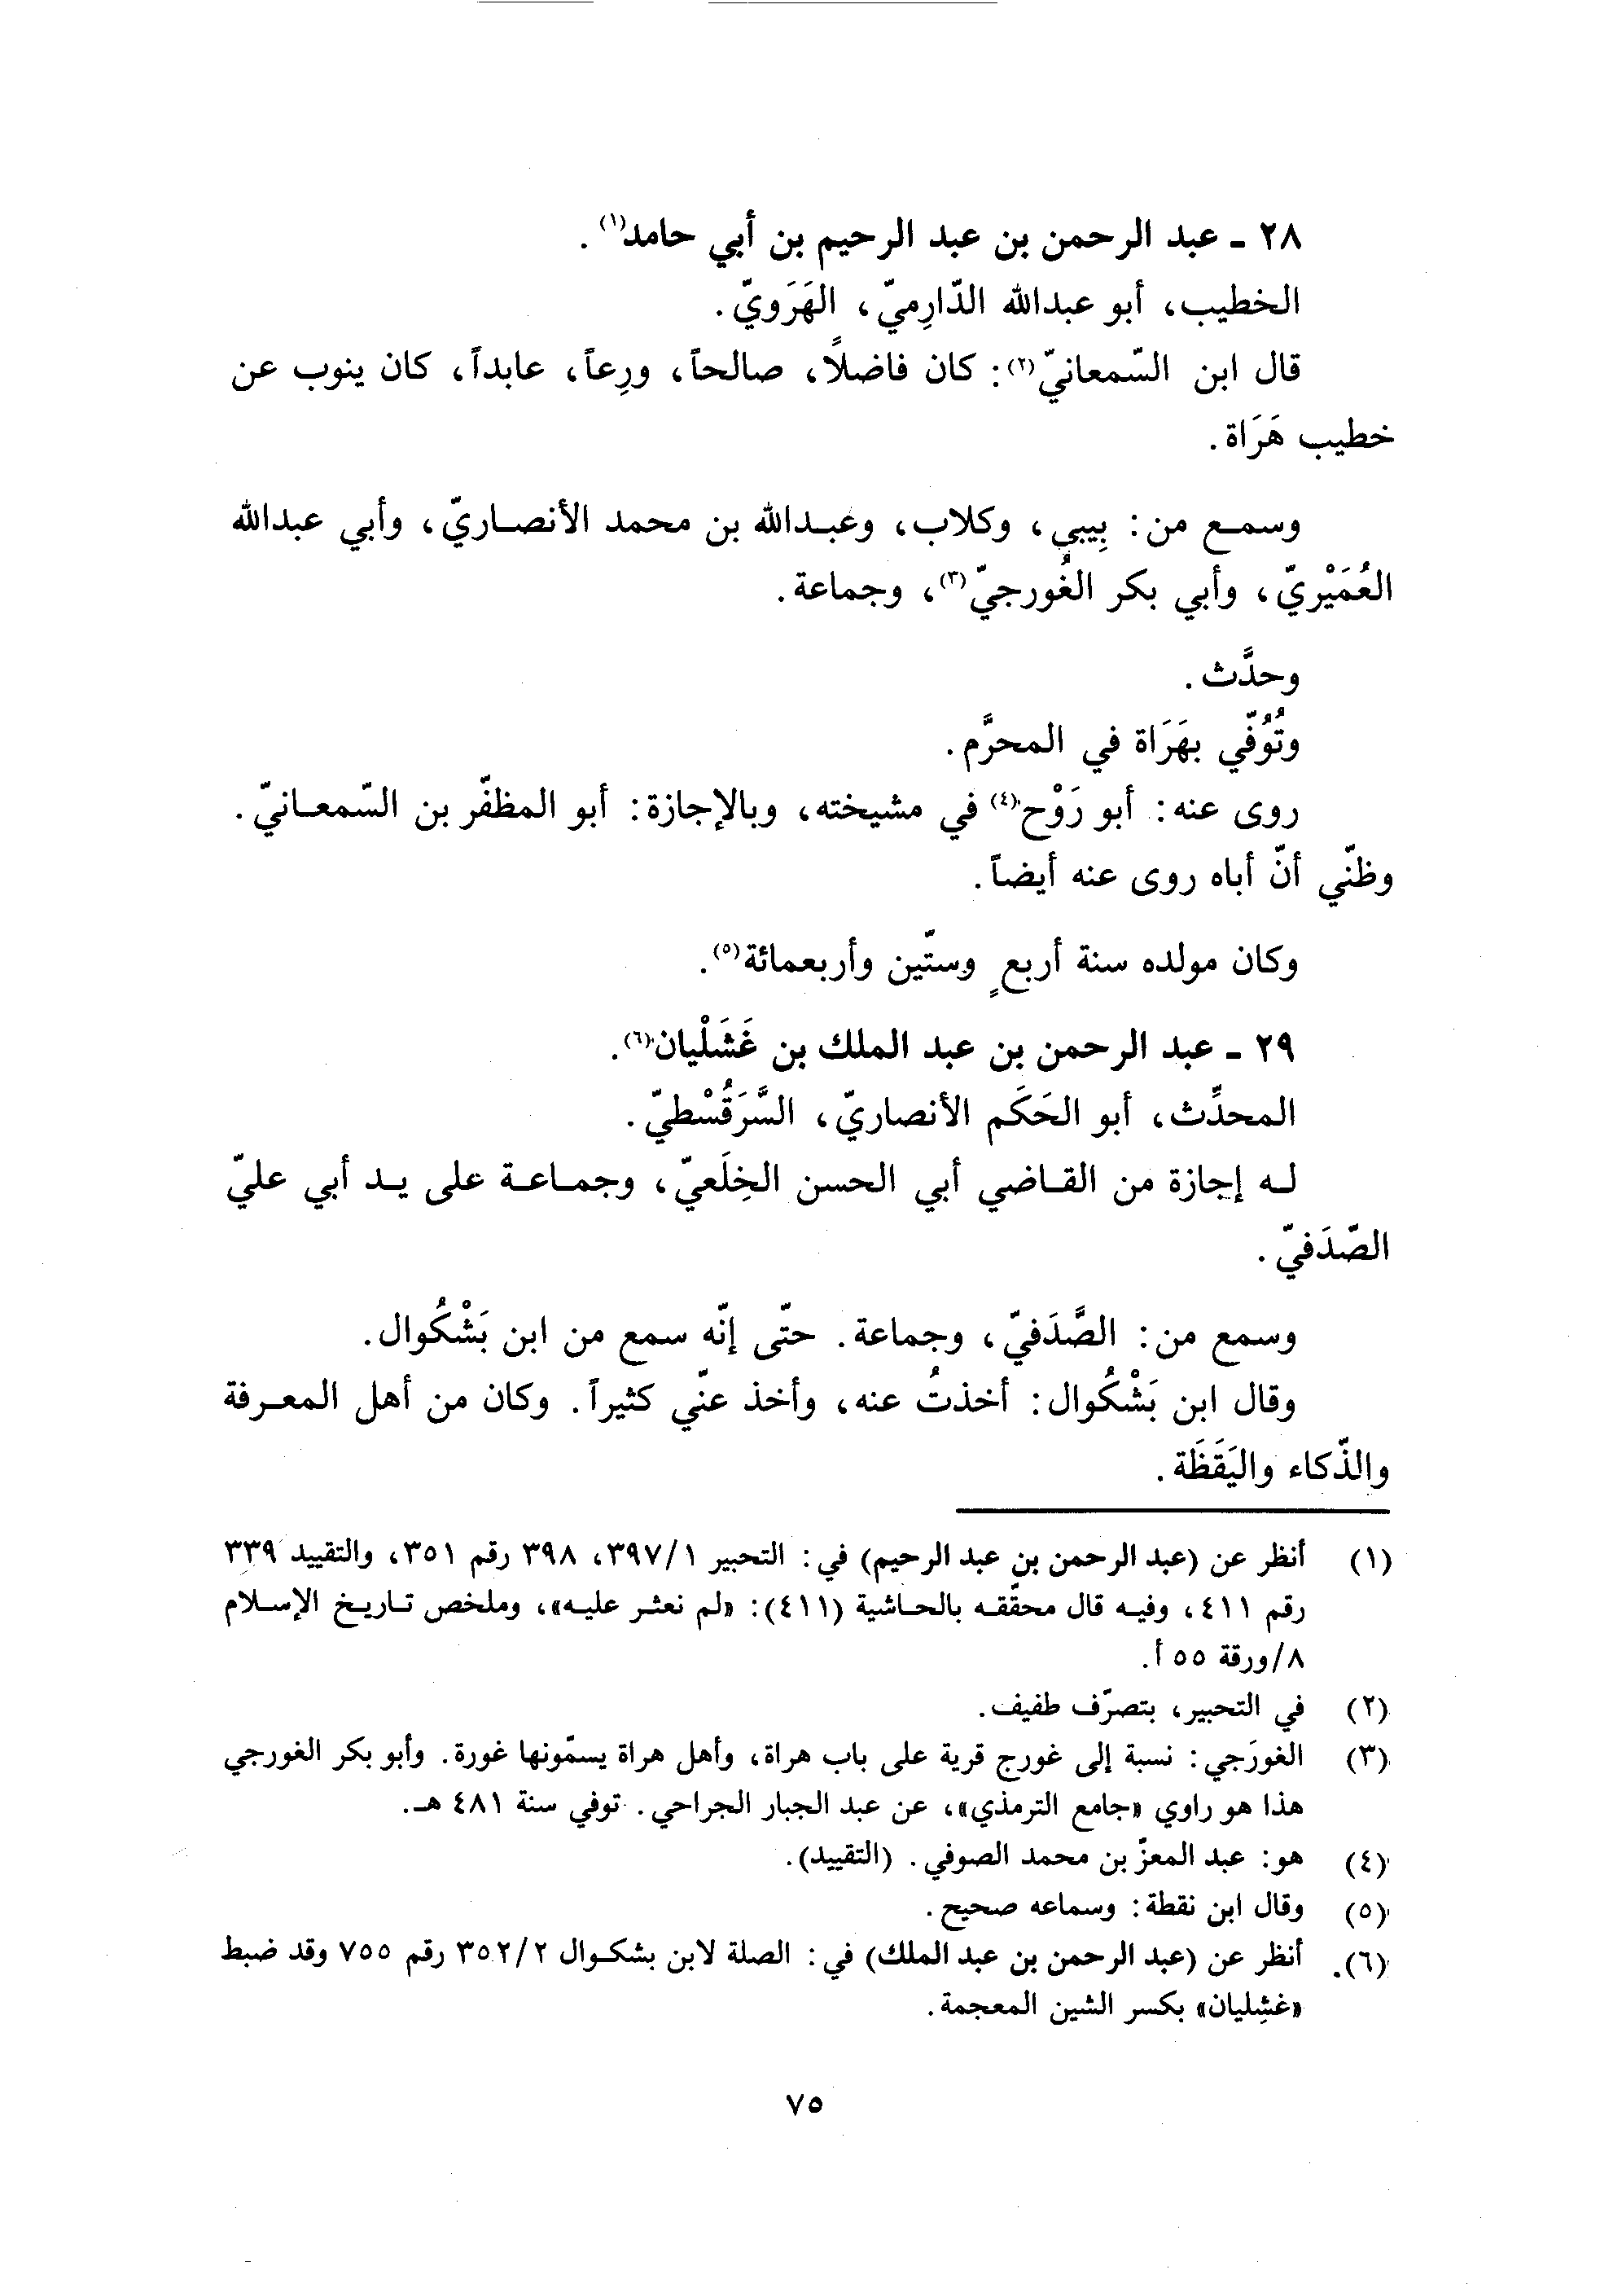 ٢٨ - عبد الرحمن بن عبد الرحيم بن أبي حامد(١).
الخطيب، أبو عبدالله الدّارِميّ، الهَرَويّ.
قال ابن السّمعانيّ(٢): كان فاضلاً، صالحاً، ورِعاً، عابداً، كان ينوب عن
خطيب هَرَاة.
وسمع من: بِيبي، وكلاب، وعبدالله بن محمد الأنصاريّ، وأبي عبدالله
العُمَيْريّ، وأبي بكر الغُورجيّ(٣)، وجماعة.
وحدَّث.
وتُوُفّي بهَرَاة في المحرَّم.
روى عنه: أبو رَوْح(٤) في مشيخته، وبالإجازة: أبو المظفّر بن السّمعانيّ.
وظنّي أنّ أباه روى عنه أيضاً.
وكان مولده سنة أربعٍ وستّين وأربعمائة(٥).
٢٩ - عبد الرحمن بن عبد الملك بن غَشَلْيان(٦).
المحدِّث، أبو الحَكَم الأنصاريّ، السَّرَقُسْطيّ.
له إجازة من القاضي أبي الحسن الخِلَعيّ، وجماعة على يد أبي عليّ
الصّدَفيّ.
وسمع من: الصَّدَفيّ، وجماعة. حتّى إنّه سمع من ابن بَشْكُوال.
وقال ابن بَشْكُوال: أخذتُ عنه، وأخذ عنّي كثيراً. وكان من أهل المعرفة
والذّكاء واليَقَظَة.
(١) أنظر عن (عبد الرحمن بن عبد الرحيم) في: التحبير ٣٩٧/١، ٣٩٨ رقم ٣٥١، والتقييد ٣٣٩
رقم ٤١١، وفيه قال محقّقه بالحاشية (٤١١): «لم نعثر عليه»، وملخص تاريخ الإسلام
٨/ورقة ٥٥ أ.
(٢) في التحبير، بتصرّف طفيف.
(٣) الغورَجي: نسبة إلى غورج قرية على باب هراة، وأهل هراة يسمّونها غورة. وأبو بكر الغورجي
هذا هو راوي «جامع الترمذي»، عن عبد الجبار الجراحي. توفي سنة ٤٨١ هـ.
(٤) هو: عبد المعزّ بن محمد الصوفي. (التقييد).
(٥) وقال ابن نقطة: وسماعه صحيح.
(٦). أنظر عن (عبد الرحمن بن عبد الملك) في: الصلة لابن بشكوال ٣٥٢/٢ رقم ٧٥٥ وقد ضبط
«غشِليان» بكسر الشين المعجمة.
٧٥